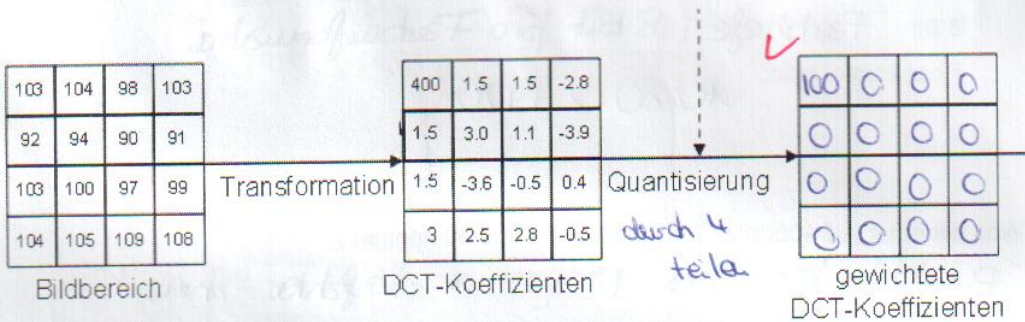 103 104 98 103
92 94 90 91
103 100 97 99
104 105 109 108
Bildbereich
Transformation
400 1.5 1.5 -2.8
1.5 3.0 1.1 -3.9
1.5 -3.6 -0.5 0.4
3 2.5 2.8 -0.5
DCT-Koeffizienten
Quantisierung
durch 4
teilen
100 0 0 0
0 0 0 0
0 0 0 0
0 0 0 0
gewichtete
DCT-Koeffizienten